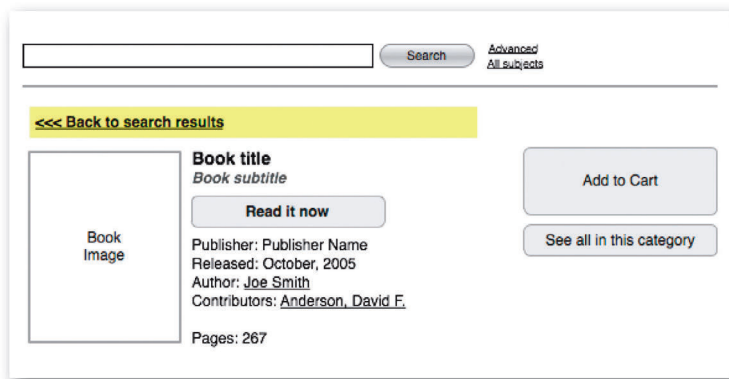 Search
Advanced
All subjects
<<< Back to search results
Book
Image
Book title
Book subtitle
Read it now
Publisher: Publisher Name
Released: October, 2005
Author: Joe Smith
Contributors: Anderson, David F.
Pages: 267
Add to Cart
See all in this category